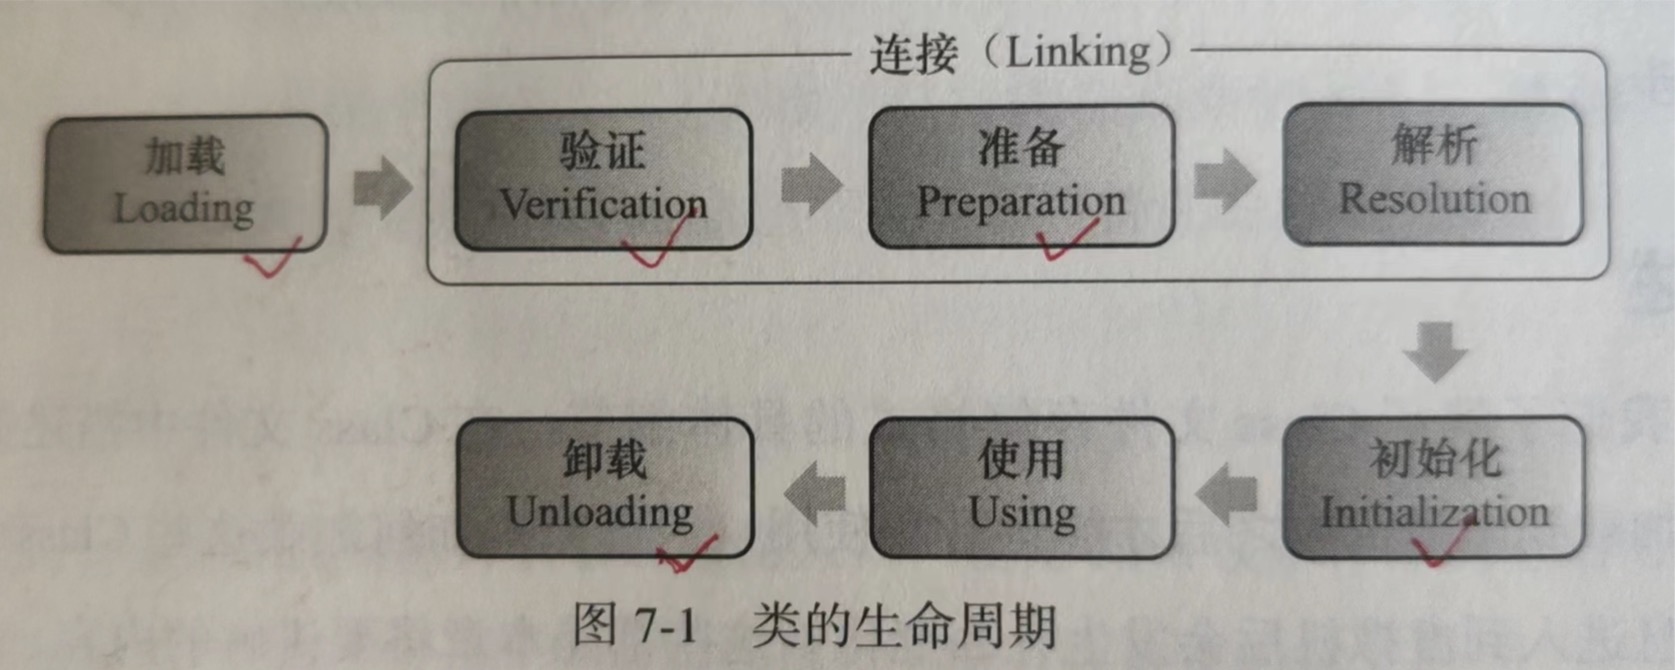 连接（Linking）
加载
Loading
验证
Verification
准备
Preparation
解析
Resolution
卸载
Unloading
使用
Using
初始化
Initialization
图 7-1 类的生命周期